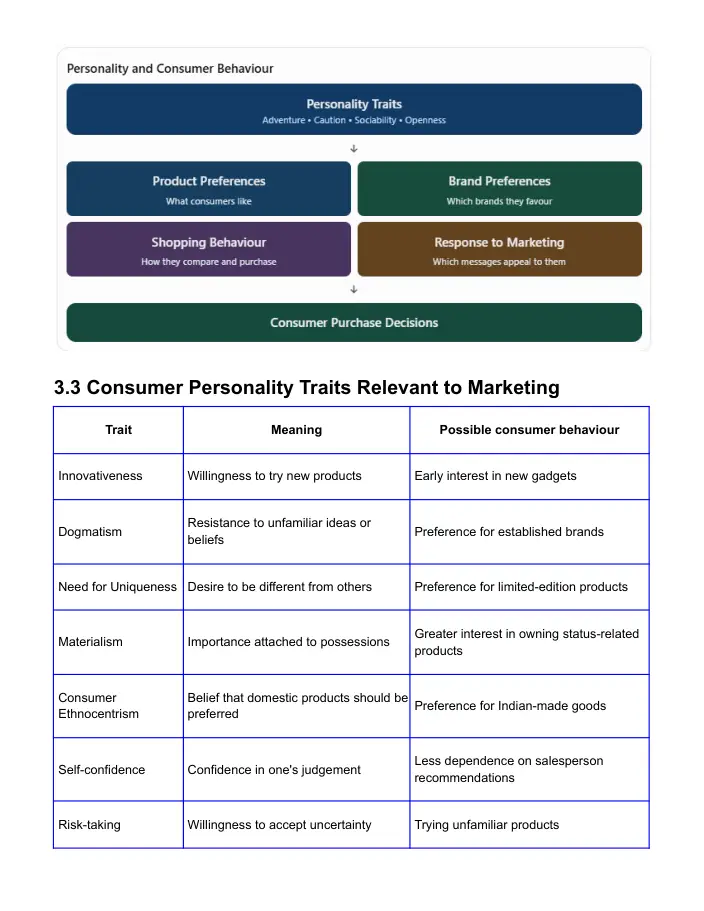 Personality and Consumer Behaviour
Personality Traits
Adventure • Caution • Sociability • Openness
↓
Product Preferences
What consumers like
Brand Preferences
Which brands they favour
Shopping Behaviour
How they compare and purchase
Response to Marketing
Which messages appeal to them
↓
Consumer Purchase Decisions
3.3 Consumer Personality Traits Relevant to Marketing
Trait
Meaning
Possible consumer behaviour
Innovativeness
Willingness to try new products
Early interest in new gadgets
Dogmatism
Resistance to unfamiliar ideas or
beliefs
Preference for established brands
Need for Uniqueness
Desire to be different from others
Preference for limited-edition products
Materialism
Importance attached to possessions
Greater interest in owning status-related
products
Consumer
Ethnocentrism
Belief that domestic products should be
preferred
Preference for Indian-made goods
Self-confidence
Confidence in one's judgement
Less dependence on salesperson
recommendations
Risk-taking
Willingness to accept uncertainty
Trying unfamiliar products